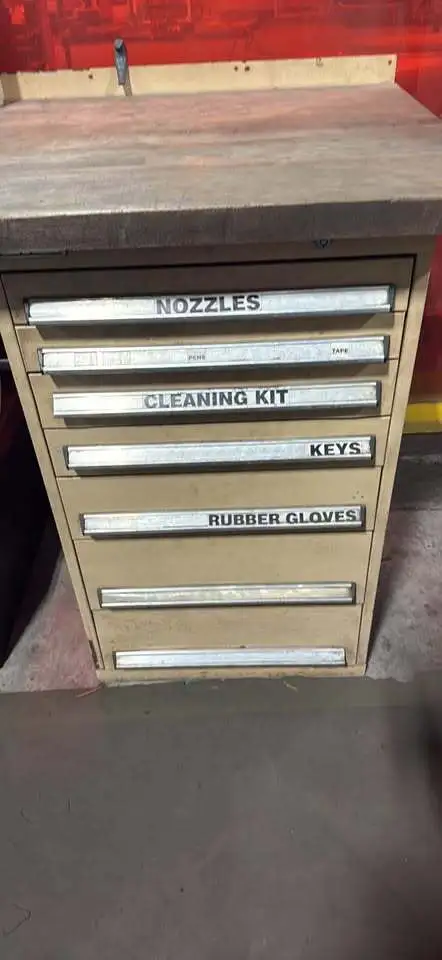 NOZZLES
PENS TAPE
CLEANING KIT
KEYS
RUBBER GLOVES